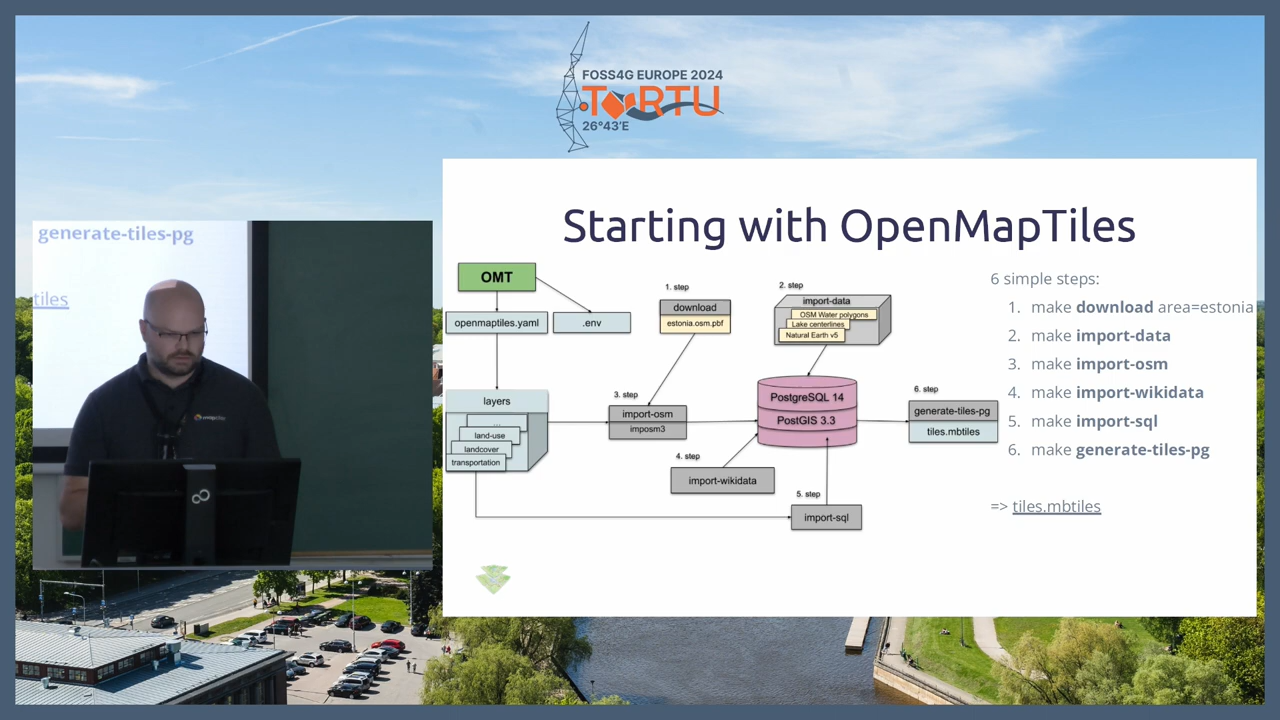 FOSS4G EUROPE 2024
TARTU
26°43'E
generate-tiles-pg
tiles
Starting with OpenMapTiles
OMT
openmaptiles.yaml
.env
layers
...
land-use
landcover
transportation
1. step
download
estonia.osm.pbf
2. step
import-data
OSM Water polygons
Lake centerlines
Natural Earth v5
3. step
import-osm
imposm3
PostgreSQL 14
PostGIS 3.3
4. step
import-wikidata
5. step
import-sql
6. step
generate-tiles-pg
tiles.mbtiles
6 simple steps:
1. make download area=estonia
2. make import-data
3. make import-osm
4. make import-wikidata
5. make import-sql
6. make generate-tiles-pg
=> tiles.mbtiles